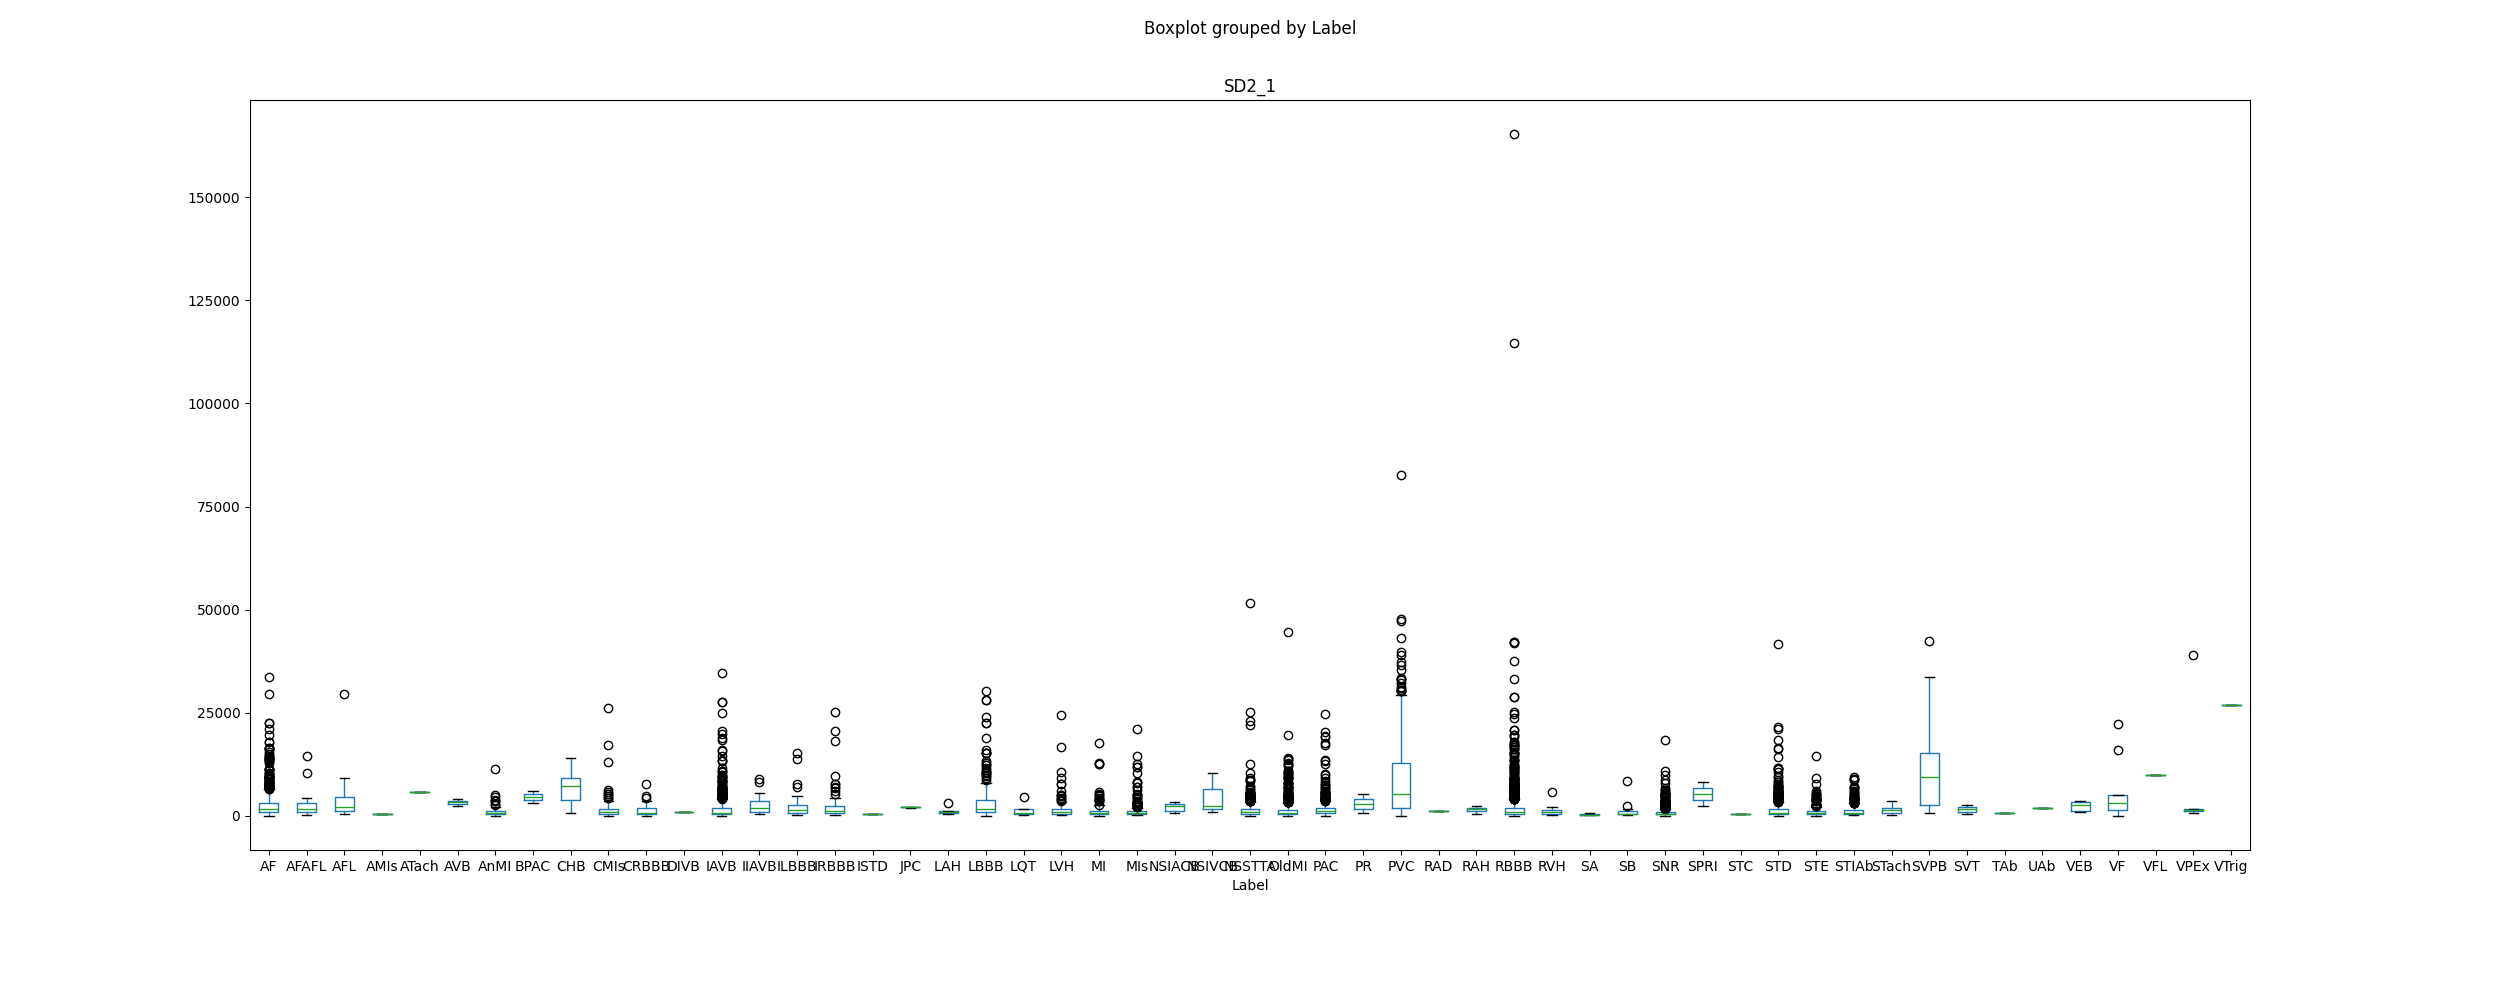 Boxplot grouped by Label
SD2_1
150000
125000
100000
75000
50000
25000
0
AF AFAFL AFL AMIs ATach AVB AnMI BPAC CHB CMIs CRBBB DIVB IAVB IIAVB ILBBB IRBBB ISTD JPC LAH LBBB LQT LVH MI MIs NSIACB NSIVCB NSSTTA OldMI PAC PR PVC RAD RAH RBBB RVH SA SB SNR SPRI STC STD STE STIAb STach SVPB SVT TAb UAb VEB VF VFL VPEx VTrig
Label